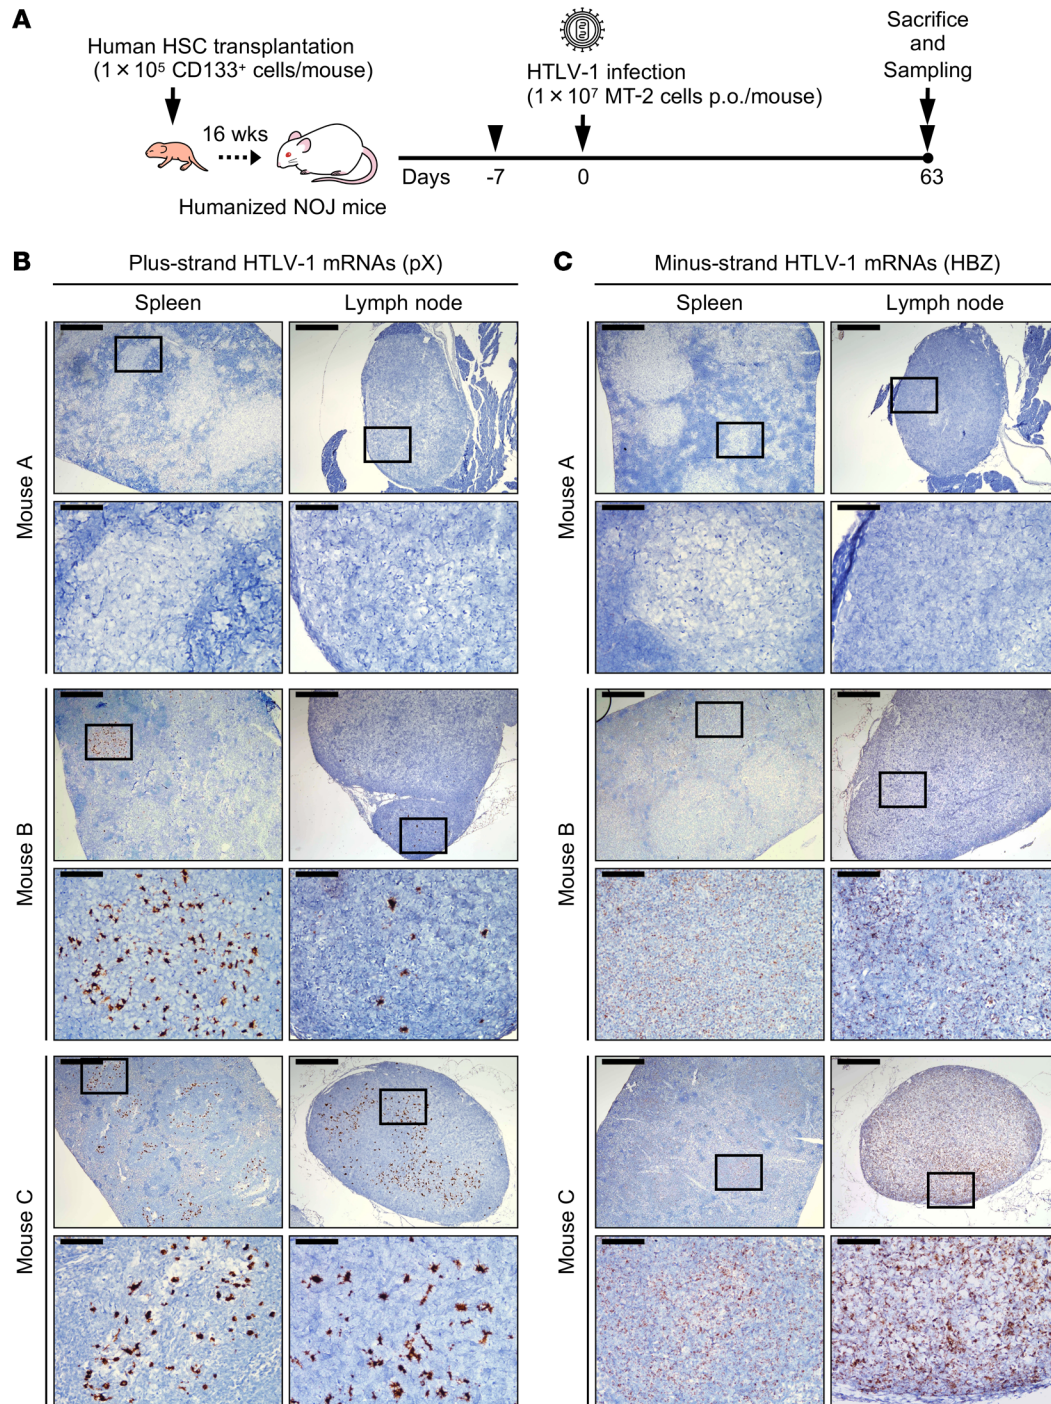 A
Human HSC transplantation
(1 × 10⁵ CD133⁺ cells/mouse)
16 wks
Humanized NOJ mice
HTLV-1 infection
(1 × 10⁷ MT-2 cells p.o./mouse)
Sacrifice
and
Sampling
Days -7 0 63
B
Plus-strand HTLV-1 mRNAs (pX)
Spleen Lymph node
Mouse A
Mouse B
Mouse C
C
Minus-strand HTLV-1 mRNAs (HBZ)
Spleen Lymph node
Mouse A
Mouse B
Mouse C